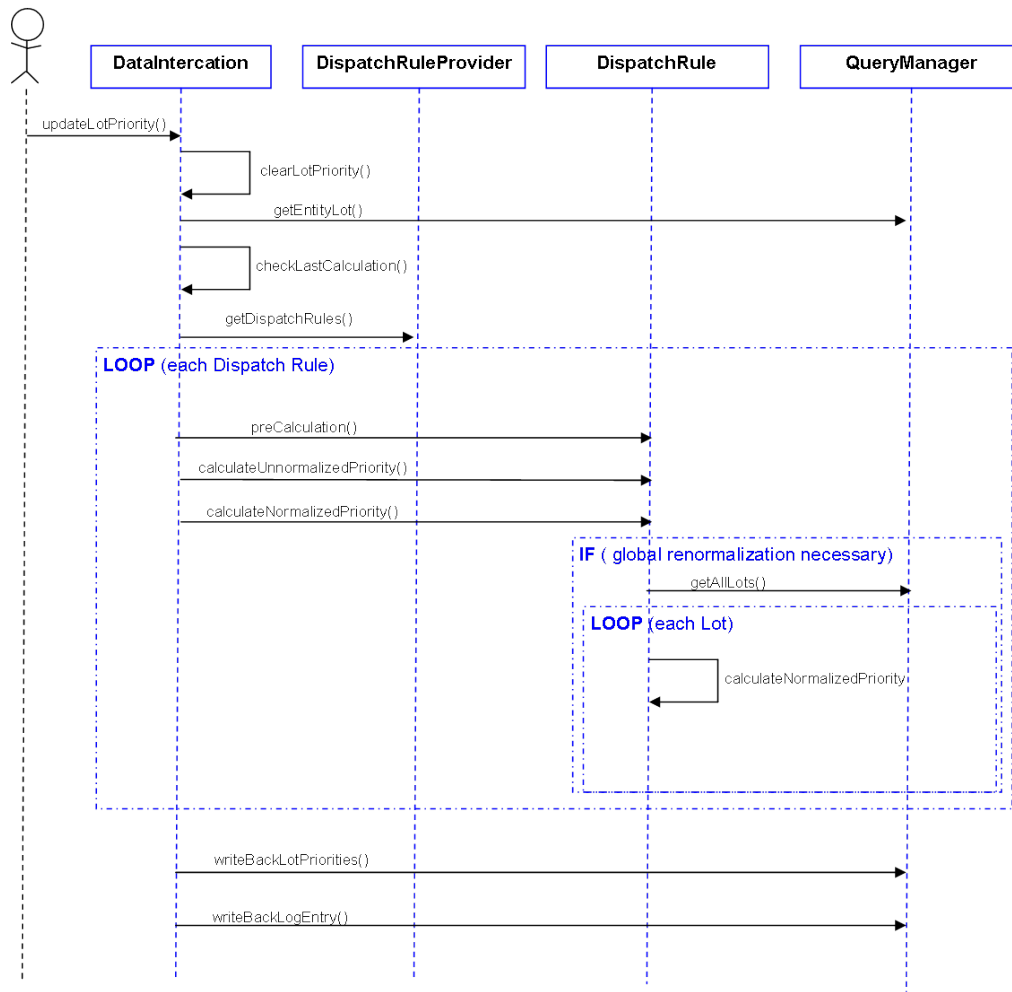 DataIntercation
DispatchRuleProvider
DispatchRule
QueryManager
updateLotPriority()
clearLotPriority()
getEntityLot()
checkLastCalculation()
getDispatchRules()
LOOP (each Dispatch Rule)
preCalculation()
calculateUnnormalizedPriority()
calculateNormalizedPriority()
IF ( global renormalization necessary)
getAllLots()
LOOP (each Lot)
calculateNormalizedPriority
writeBackLotPriorities()
writeBackLogEntry()